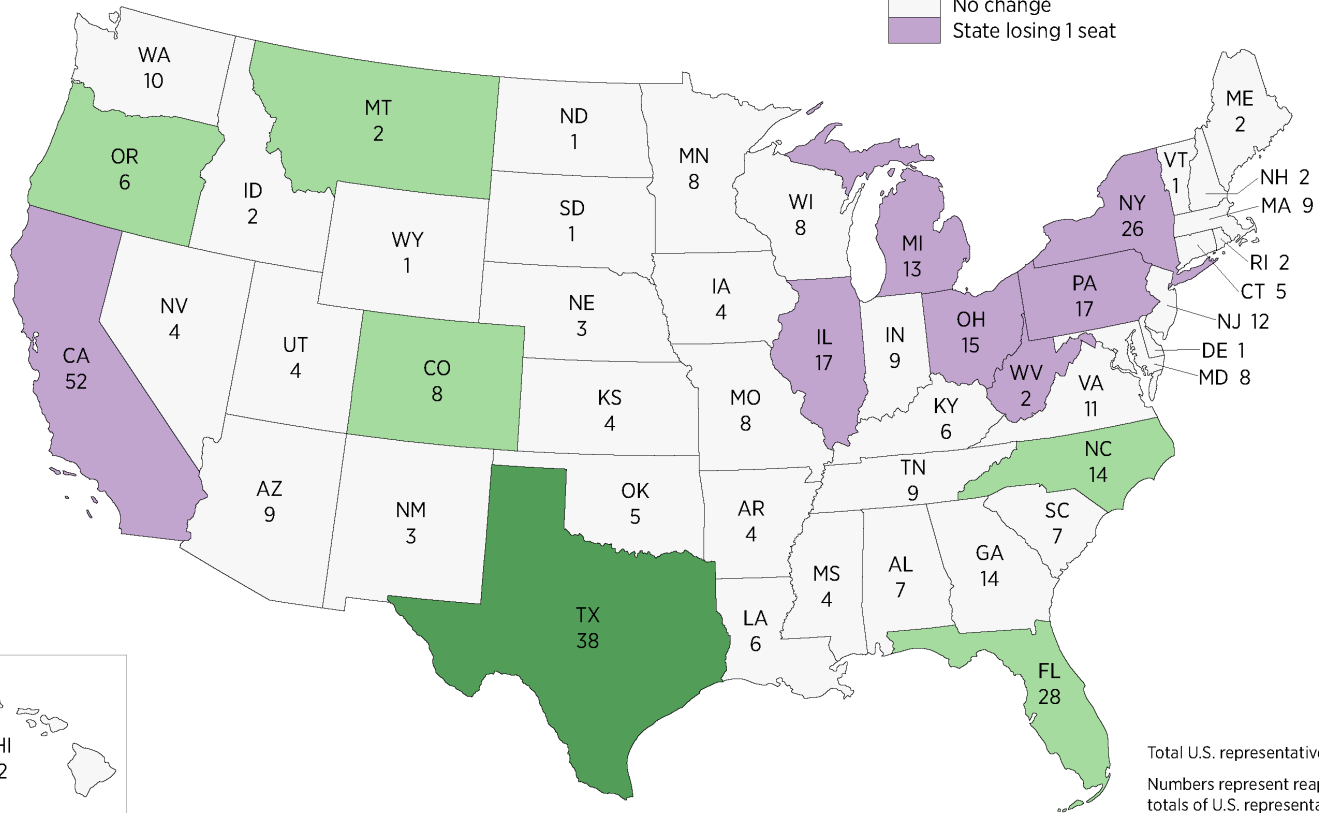 No change
State losing 1 seat
WA
10
MT
2
ND
1
MN
8
ME
2
OR
6
ID
2
SD
1
WI
8
VT
1
NH 2
MA 9
NY
26
WY
1
MI
13
RI 2
CT 5
NV
4
NE
3
IA
4
PA
17
NJ 12
UT
4
CA
52
CO
8
IL
17
IN
9
OH
15
DE 1
MD 8
WV
2
VA
11
KS
4
MO
8
KY
6
NC
14
AZ
9
NM
3
OK
5
AR
4
TN
9
SC
7
MS
4
AL
7
GA
14
TX
38
LA
6
FL
28
HI
2
Total U.S.
Numbers represent
totals of U.S.